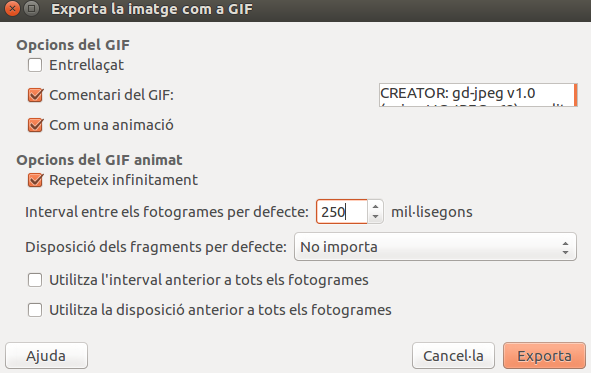 Exporta la imatge com a GIF
Opcions del GIF
Entrellaçat
Comentari del GIF:
CREATOR: gd-jpeg v1.0
Com una animació
Opcions del GIF animat
Repeteix infinitament
Interval entre els fotogrames per defecte: 250 mil·lisegons
Disposició dels fragments per defecte: No importa
Utilitza l'interval anterior a tots els fotogrames
Utilitza la disposició anterior a tots els fotogrames
Ajuda Cancel·la Exporta